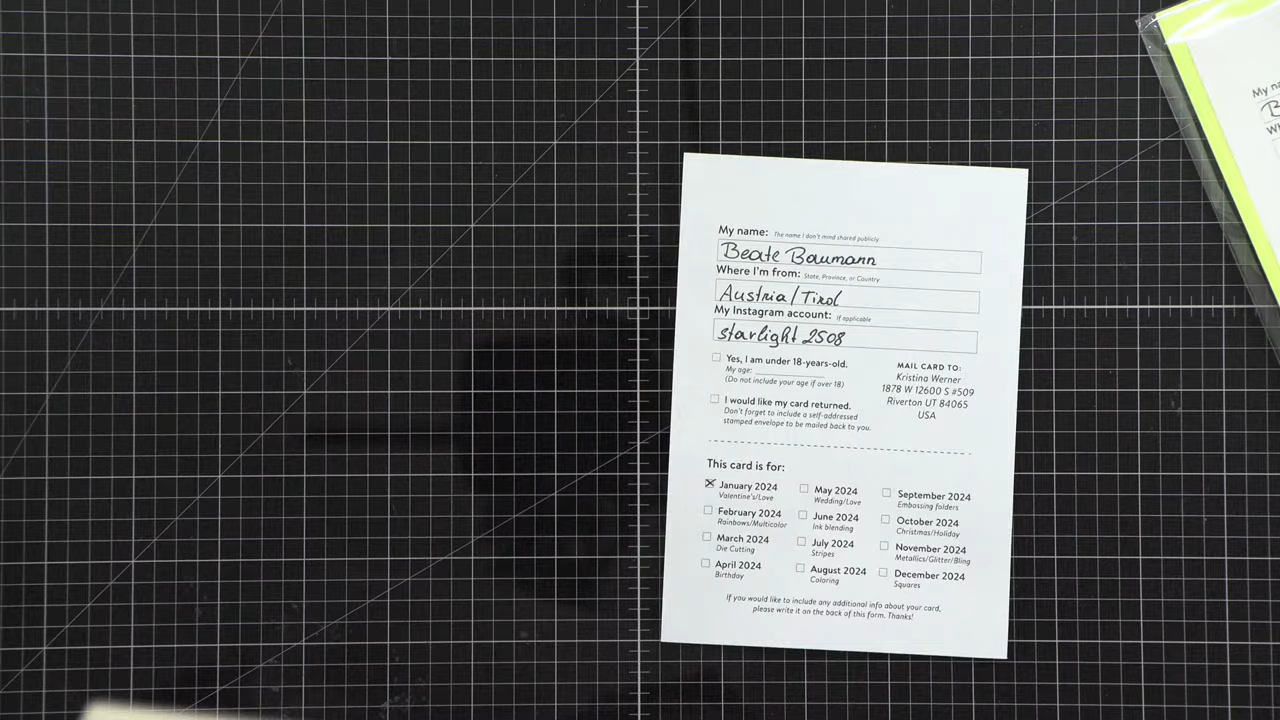 My name: The name I don't mind shared publicly
Beate Baumann
Where I'm from: State, Province, or Country
Austria/Tirol
My Instagram account: If applicable
starlight 2508
Yes, I am under 18-years-old.
My age:
(Do not include your age if over 18)
I would like my card returned.
Don't forget to include a self-addressed
stamped envelope to be mailed back to you.
MAIL CARD TO:
Kristina Werner
1878 W 12600 S #509
Riverton UT 84065
USA
This card is for:
January 2024
Valentine's/Love
February 2024
Rainbows/Multicolor
March 2024
Die Cutting
April 2024
Birthday
May 2024
Wedding/Love
June 2024
Ink blending
July 2024
Stripes
August 2024
Coloring
September 2024
Embossing folders
October 2024
Christmas/Holiday
November 2024
Metallics/Glitter/Bling
December 2024
Squares
If you would like to include any additional info about your card,
please write it on the back of this form. Thanks!
My